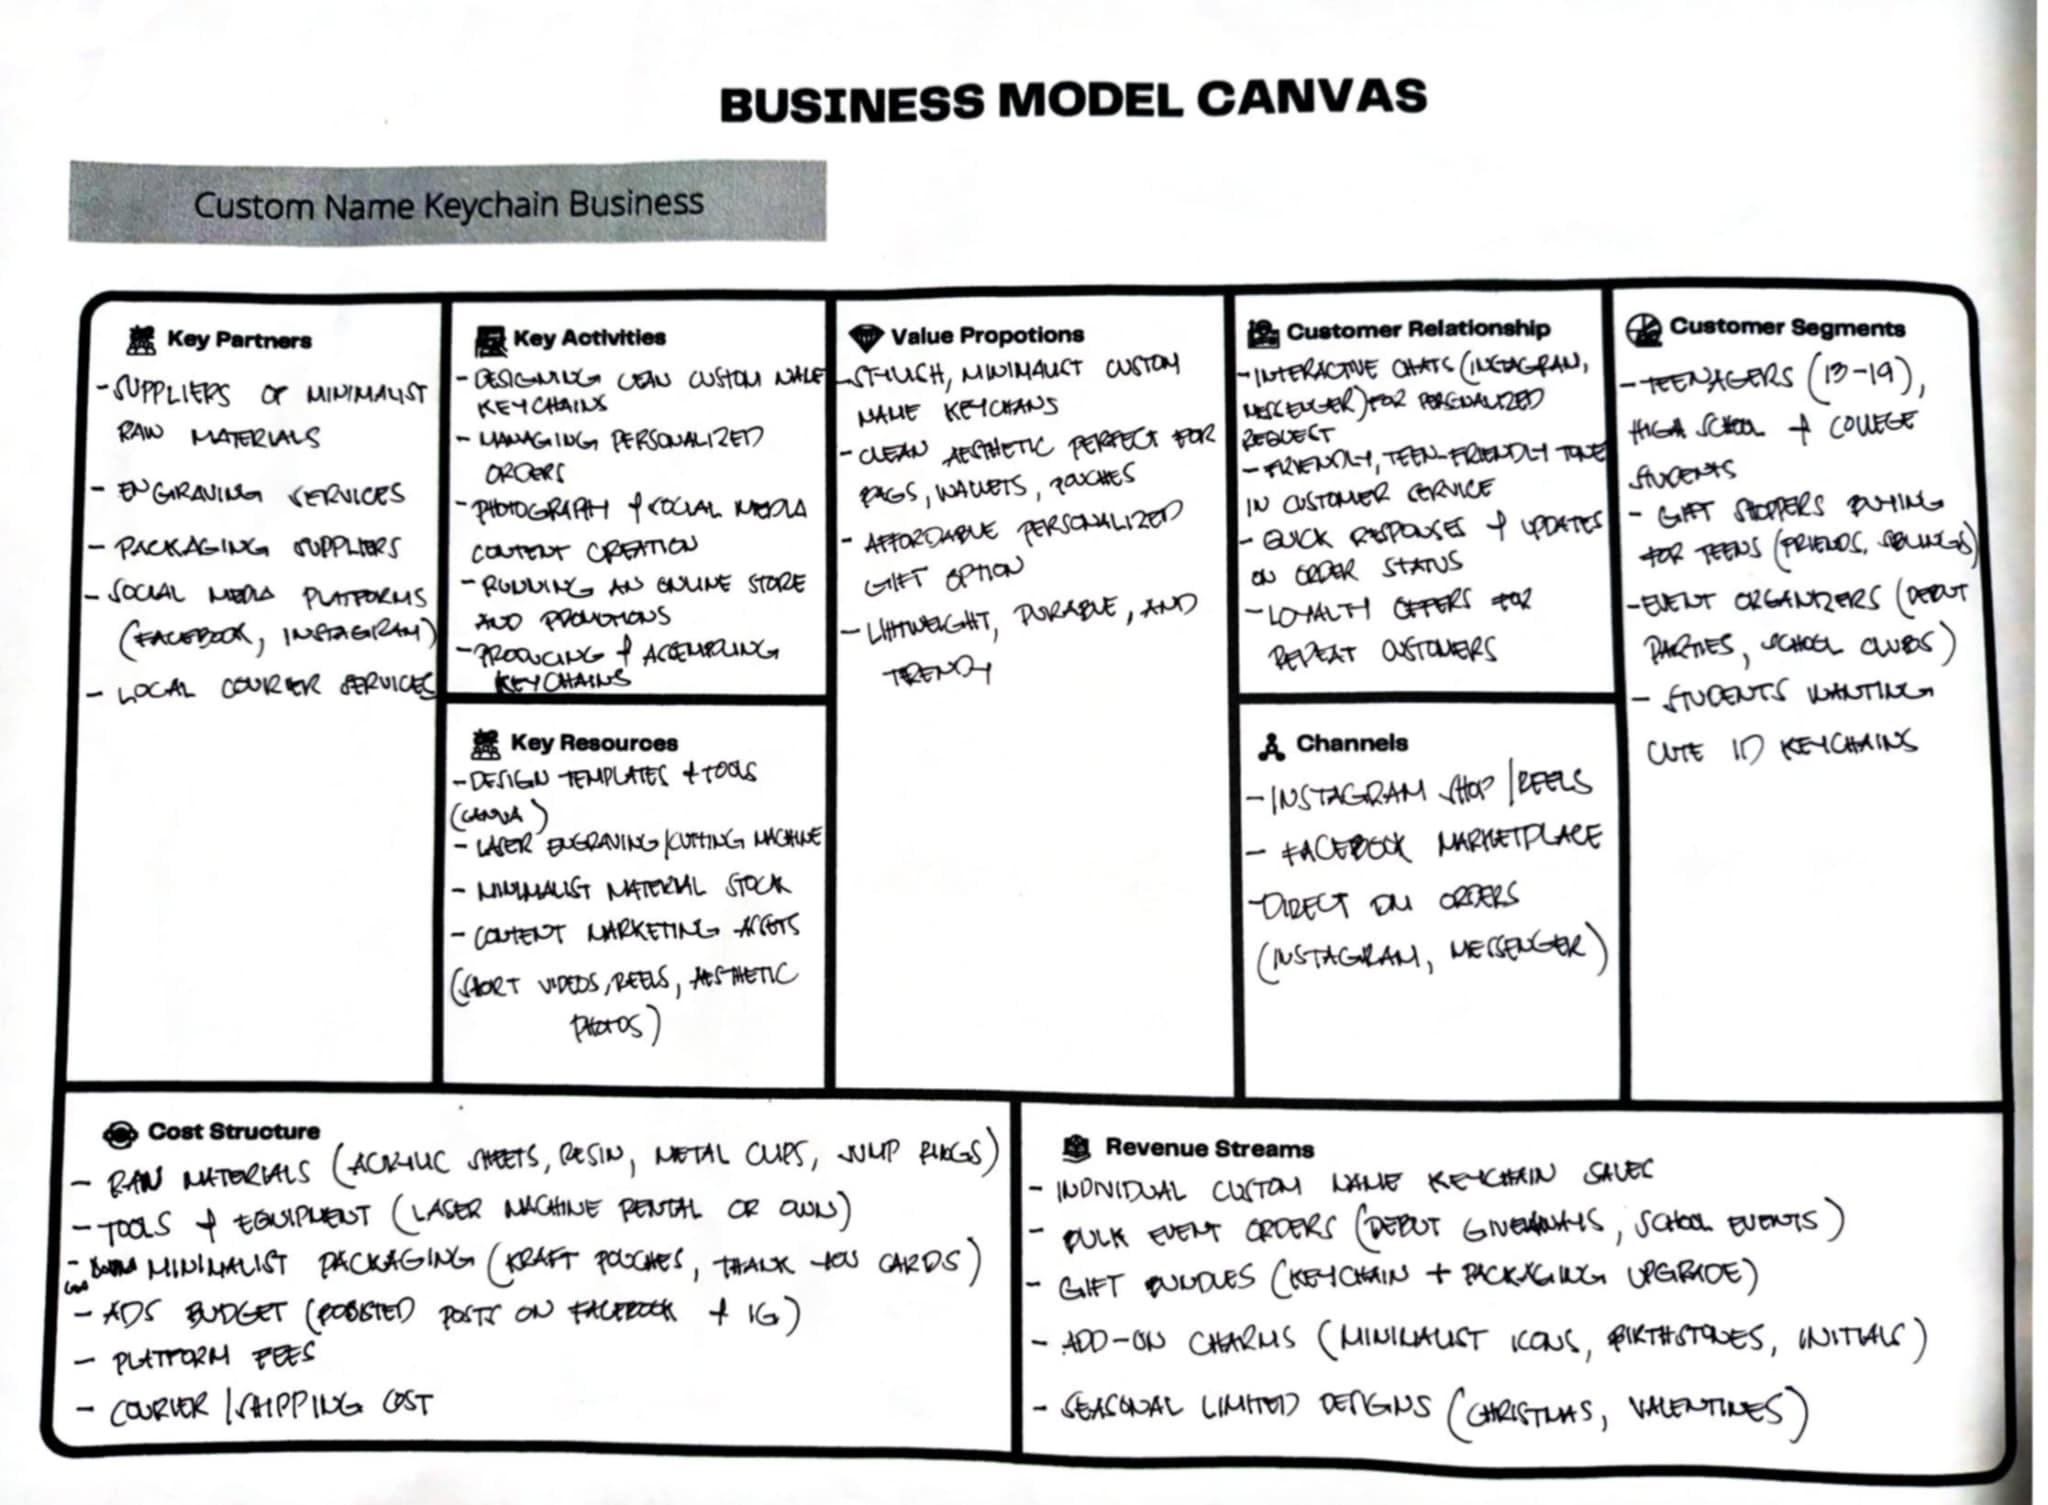 BUSINESS MODEL CANVAS
Custom Name Keychain Business
Key Partners
- SUPPLIERS OF MINIMALIST
RAW MATERIALS
- ENGRAVING SERVICES
- PACKAGING SUPPLIERS
- SOCIAL MEDIA PLATFORMS
(FACEBOOK, INSTAGRAM)
- LOCAL COURIER SERVICES
Key Activities
- DESIGNING CLEAN CUSTOM NAME
KEYCHAINS
- MANAGING PERSONALIZED
ORDERS
- PHOTOGRAPH & SOCIAL MEDIA
CONTENT CREATION
- RUNNING AN ONLINE STORE
AND PROMOTIONS
- PRODUCING & ASSEMBLING
KEYCHAINS
Key Resources
- DESIGN TEMPLATES & TOOLS
(CANVA)
- LASER ENGRAVING/CUTTING MACHINE
- MINIMALIST MATERIAL STOCK
- CONTENT MARKETING ASSETS
(SHORT VIDEOS, REELS, AESTHETIC
PHOTOS)
Value Propotions
- STYLISH, MINIMALIST CUSTOM
NAME KEYCHANS
- CLEAN AESTHETIC PERFECT FOR
BAGS, WALLETS, POUCHES
- AFFORDABLE PERSONALIZED
GIFT OPTION
- LIHTWEIGHT, DURABLE, AND
TRENDY
Customer Relationship
- INTERACTIVE CHATS (INSTAGRAM,
MESSENGER) FOR PERSONALIZED
REQUEST
- FRIENDLY, TEEN-FRIENDLY TONE
IN CUSTOMER SERVICE
- QUICK RESPONSES & UPDATES
ON ORDER STATUS
- LOYALTY OFFERS FOR
REPEAT CUSTOMERS
Channels
- INSTAGRAM SHOP / REELS
- FACEBOOK MARKETPLACE
- DIRECT DM ORDERS
(INSTAGRAM, MESSENGER)
Customer Segments
- TEENAGERS (13-19),
HIGH SCHOOL & COLLEGE
STUDENTS
- GIFT SHOPPERS BUYING
FOR TEENS (FRIENDS, SIBLINGS)
- EVENT ORGANIZERS (DEBUT
PARTIES, SCHOOL CLUBS)
- STUDENTS WANTING
CUTE ID KEYCHAINS
Cost Structure
- RAW MATERIALS (ACRYLIC SHEETS, RESIN, METAL CLIPS, JUMP RINGS)
- TOOLS & EQUIPMENT (LASER MACHINE RENTAL OR OWN)
- MINIMALIST PACKAGING (KRAFT POUCHES, THANK YOU CARDS)
- ADS BUDGET (BOOSTED POSTS ON FACEBOOK & IG)
- PLATFORM FEES
- COURIER / SHIPPING COST
Revenue Streams
- INDIVIDUAL CUSTOM NAME KEYCHAIN SALES
- BULK EVENT ORDERS (DEBUT GIVEAWAYS, SCHOOL EVENTS)
- GIFT BUNDLES (KEYCHAIN + PACKAGING UPGRADE)
- ADD-ON CHARMS (MINIMALIST ICONS, BIRTHSTONES, INITIALS)
- SEASONAL LIMITED DESIGNS (CHRISTMAS, VALENTINES)